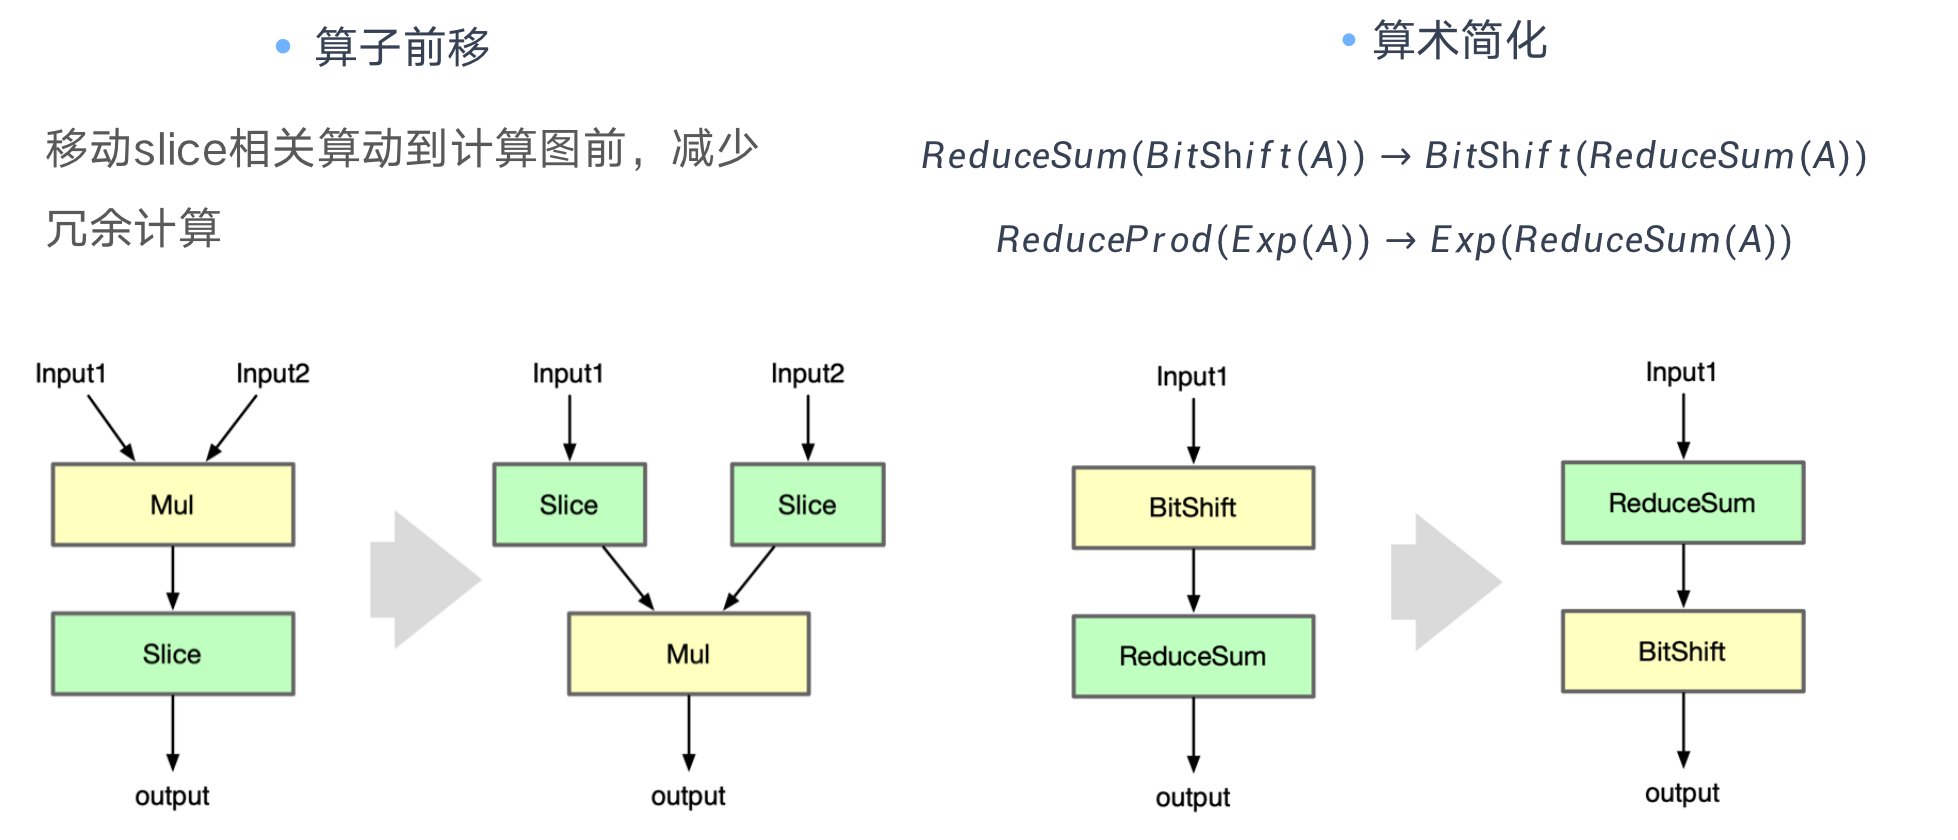 算子前移
移动slice相关算动到计算图前，减少
冗余计算
Input1 Input2
Mul
Slice
output
Input1 Input2
Slice Slice
Mul
output
算术简化
ReduceSum(BitShift(A)) → BitShift(ReduceSum(A))
ReduceProd(Exp(A)) → Exp(ReduceSum(A))
Input1
BitShift
ReduceSum
output
Input1
ReduceSum
BitShift
output